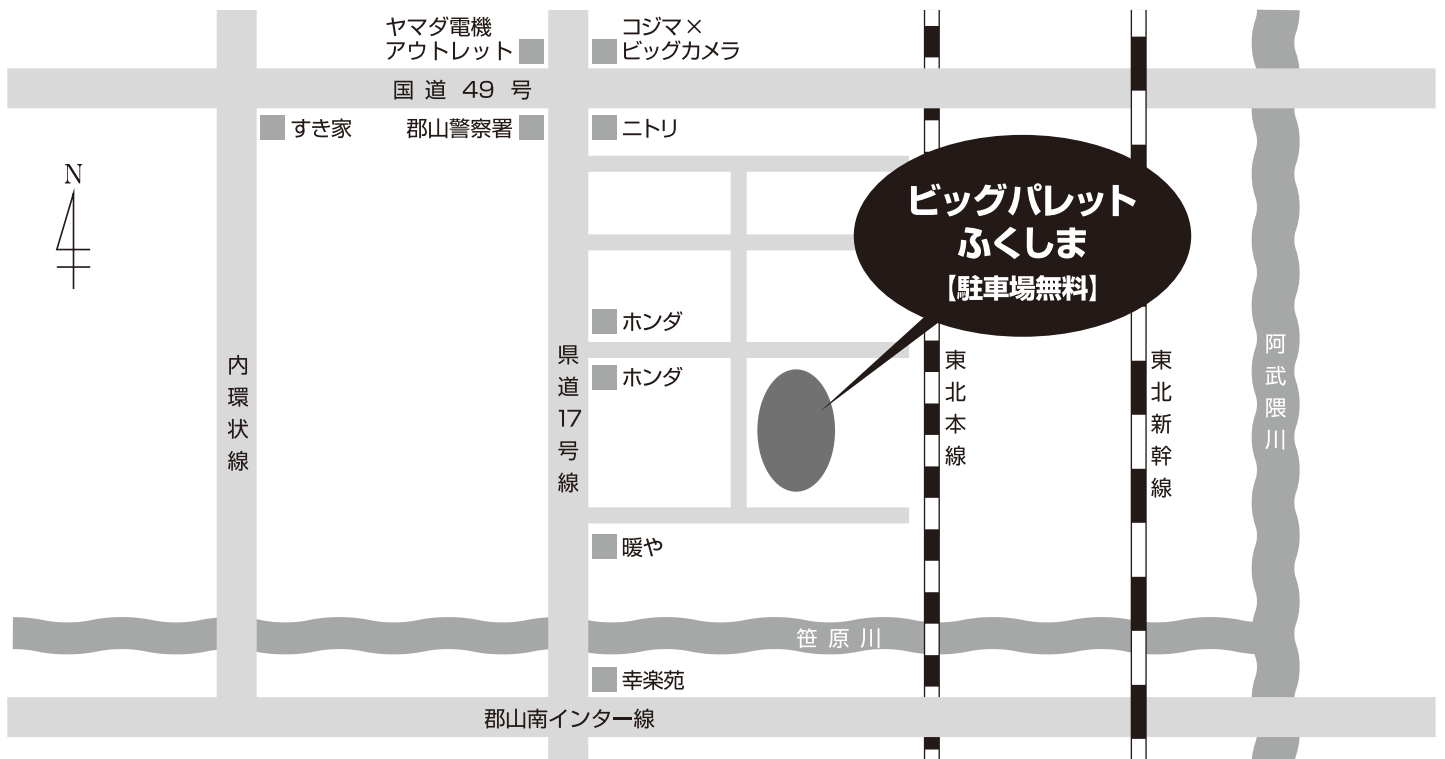 ヤマダ電機
アウトレット
コジマ×
ビッグカメラ
国道 49 号
すき家
郡山警察署
ニトリ
N
ビッグパレット
ふくしま
【駐車場無料】
ホンダ
ホンダ
内環状線
県道17号線
東北本線
東北新幹線
阿武隈川
暖や
笹原川
幸楽苑
郡山南インター線